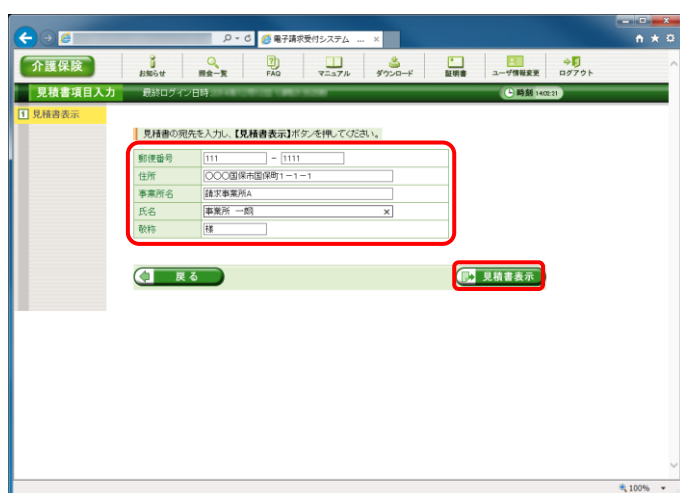 電子請求受付システム ...
介護保険
お知らせ 照会一覧 FAQ マニュアル ダウンロード 証明書 ユーザ情報変更 ログアウト
見積書項目入力 最終ログイン日時 時刻 14:02:21
1 見積書表示
見積書の宛先を入力し、【見積書表示】ボタンを押してください。
郵便番号 111 - 1111
住所 〇〇〇国保市国保町1-1-1
事業所名 請求事業所A
氏名 事業所 一郎
敬称 様
戻る 見積書表示
100%